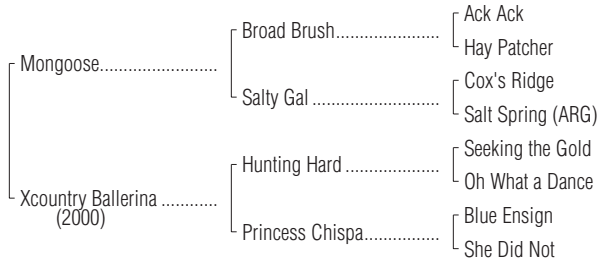 Ack Ack
Broad Brush....................
Hay Patcher
Mongoose.......................
Cox's Ridge
Salty Gal ........................
Salt Spring (ARG)
Seeking the Gold
Hunting Hard ..................
Oh What a Dance
Xcountry Ballerina ...........
(2000)
Blue Ensign
Princess Chispa...............
She Did Not